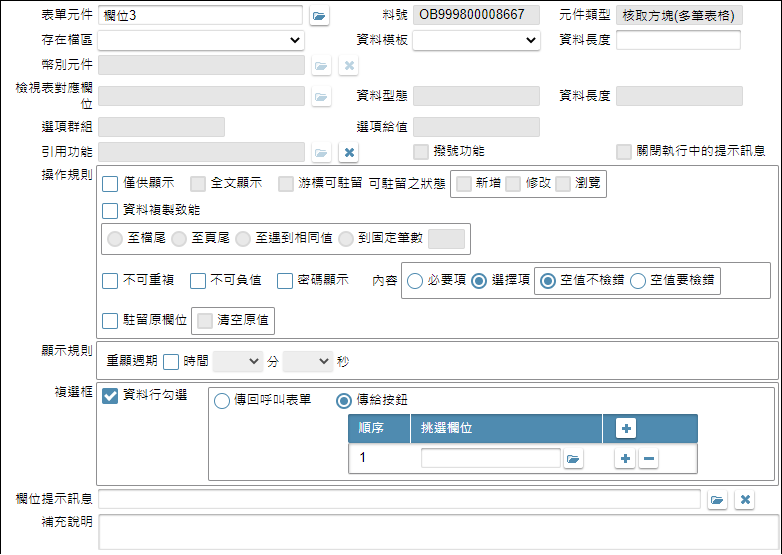 表單元件 欄位3 料號 OB999800008667 元件類型 核取方塊(多筆表格)
存在檔區 資料模板 資料長度
幣別元件
檢視表對應欄
位 資料型態 資料長度
選項群組 選項給值
引用功能 撥號功能 關閉執行中的提示訊息
操作規則 僅供顯示 全文顯示 游標可駐留 可駐留之狀態 新增 修改 瀏覽
資料複製致能
至檔尾 至頁尾 至遇到相同值 到固定筆數
不可重複 不可負值 密碼顯示 內容 必要項 選擇項 空值不檢錯 空值要檢錯
駐留原欄位 清空原值
顯示規則 重顯週期 時間 分 秒
複選框 資料行勾選 傳回呼叫表單 傳給按鈕
順序 挑選欄位
1
欄位提示訊息
補充說明